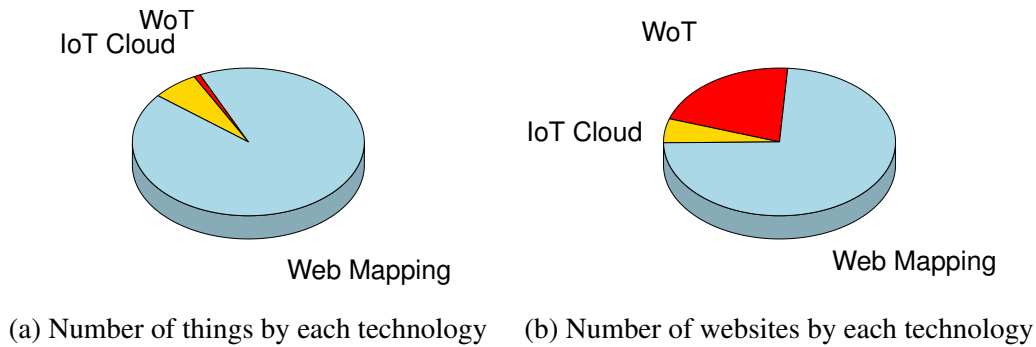 WoT
IoT Cloud
Web Mapping
(a) Number of things by each technology
WoT
IoT Cloud
Web Mapping
(b) Number of websites by each technology